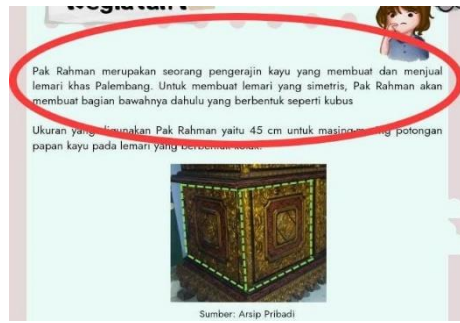 Pak Rahman merupakan seorang pengerajin kayu yang membuat dan menjual
lemari khas Palembang. Untuk membuat lemari yang simetris, Pak Rahman akan
membuat bagian bawahnya dahulu yang berbentuk seperti kubus
Ukuran yang digunakan Pak Rahman yaitu 45 cm untuk masing-masing potongan
papan kayu pada lemari yang berbentuk
Sumber: Arsip Pribadi